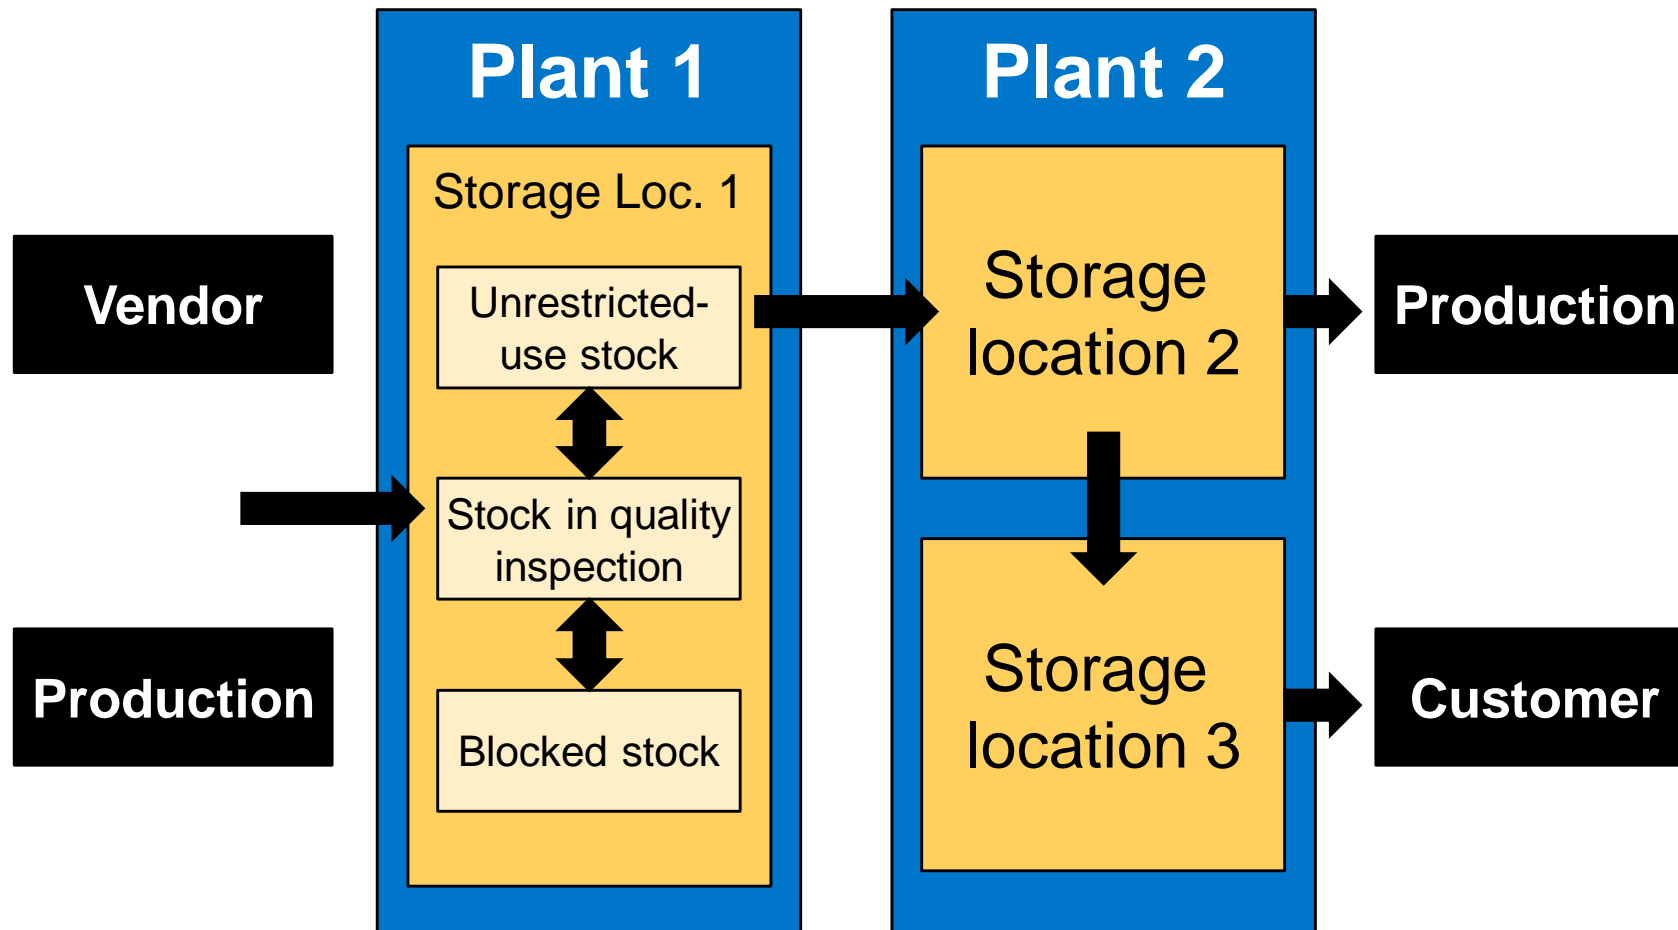 Plant 1
Plant 2
Storage Loc. 1
Vendor
Unrestricted-
use stock
Storage
location 2
Production
Stock in quality
inspection
Production
Blocked stock
Storage
location 3
Customer